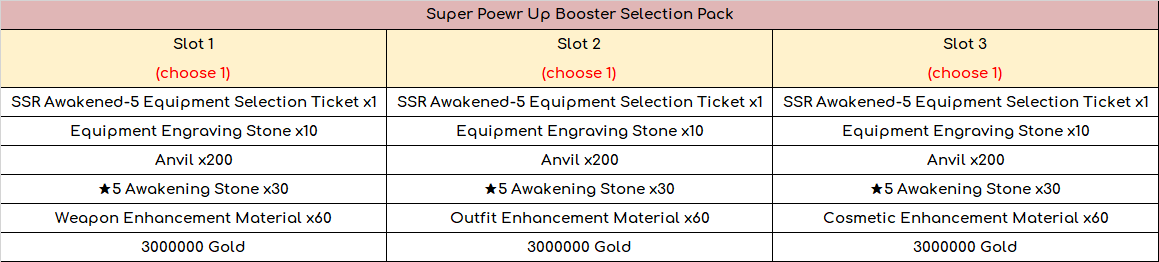 Super Poewr Up Booster Selection Pack
Slot 1 Slot 2 Slot 3
(choose 1) (choose 1) (choose 1)
SSR Awakened-5 Equipment Selection Ticket x1 SSR Awakened-5 Equipment Selection Ticket x1 SSR Awakened-5 Equipment Selection Ticket x1
Equipment Engraving Stone x10 Equipment Engraving Stone x10 Equipment Engraving Stone x10
Anvil x200 Anvil x200 Anvil x200
★5 Awakening Stone x30 ★5 Awakening Stone x30 ★5 Awakening Stone x30
Weapon Enhancement Material x60 Outfit Enhancement Material x60 Cosmetic Enhancement Material x60
3000000 Gold 3000000 Gold 3000000 Gold